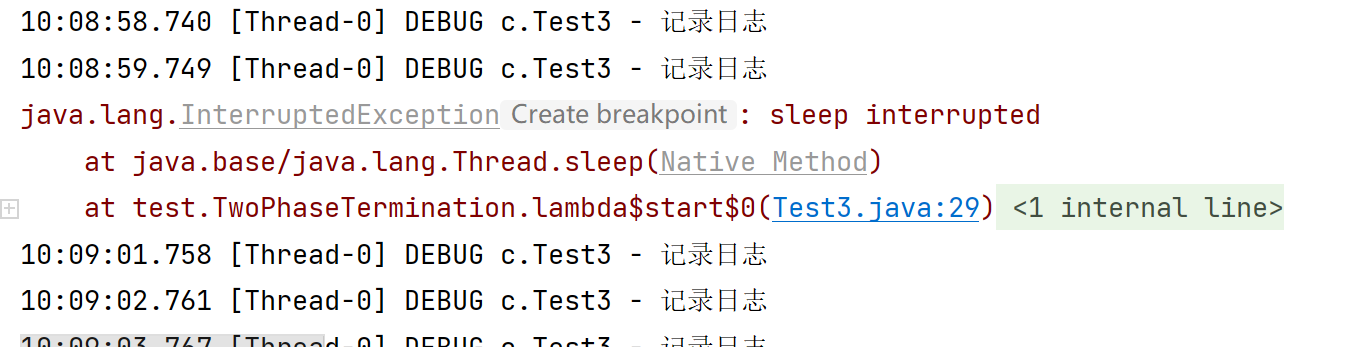 10:08:58.740 [Thread-0] DEBUG c.Test3 - 记录日志
10:08:59.749 [Thread-0] DEBUG c.Test3 - 记录日志
java.lang.InterruptedException Create breakpoint : sleep interrupted
at java.base/java.lang.Thread.sleep(Native Method)
at test.TwoPhaseTermination.lambda$start$0(Test3.java:29) <1 internal line>
10:09:01.758 [Thread-0] DEBUG c.Test3 - 记录日志
10:09:02.761 [Thread-0] DEBUG c.Test3 - 记录日志
10:09:03.767 [Thread-0] DEBUG c.Test3 - 记录日志